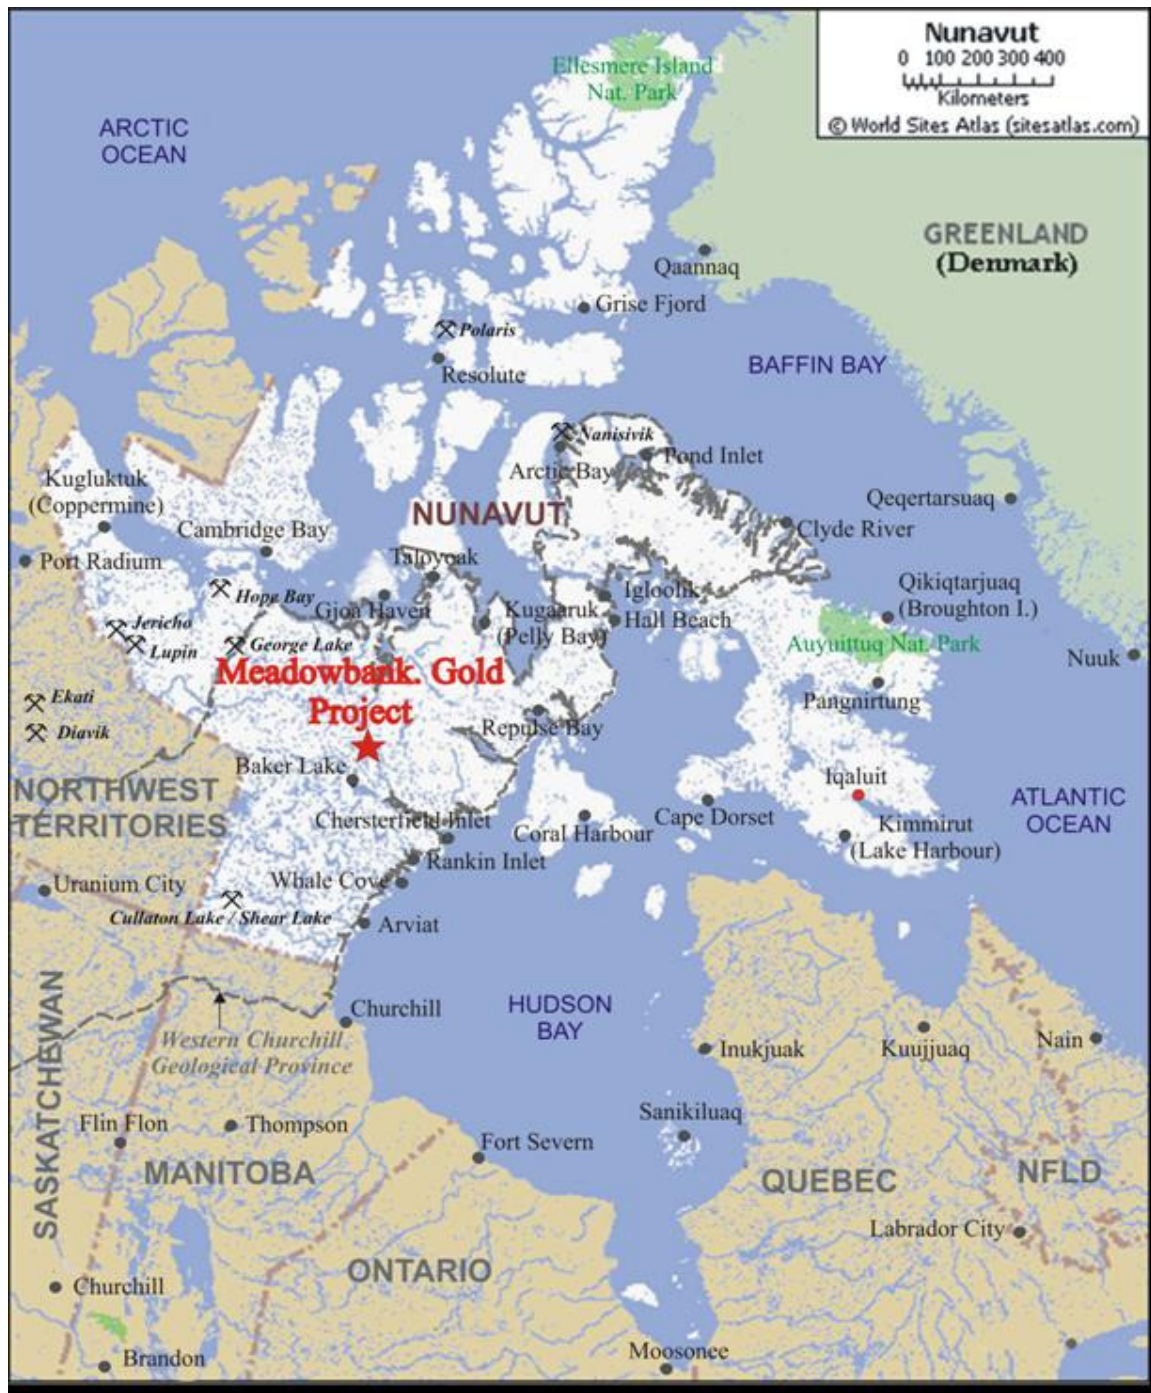 Nunavut
0 100 200 300 400
Kilometers
© World Sites Atlas (sitesatlas.com)
Ellesmere Island
Nat. Park
ARCTIC
OCEAN
GREENLAND
(Denmark)
Qaannaq
Grise Fjord
Polaris
Resolute
BAFFIN BAY
Nanisivik
Arctic Bay
Pond Inlet
Kugluktuk
(Coppermine)
Qeqertarsuaq
NUNAVUT
Cambridge Bay
Clyde River
Port Radium
Taloyoak
Hope Bay
Gjoa Haven
Igloolik
Qikiqtarjuaq
(Broughton I.)
Kugaaruk
(Pelly Bay)
Hall Beach
Jericho
Lupin
George Lake
Auyuittuq Nat. Park
Nuuk
Meadowbank. Gold
Project
Ekati
Diavik
Pangnirtung
Repulse Bay
Baker Lake
Iqaluit
NORTHWEST
TERRITORIES
ATLANTIC
OCEAN
Chersterfield Inlet
Coral Harbour
Cape Dorset
Kimmirut
(Lake Harbour)
Rankin Inlet
Whale Cove
Uranium City
Cullaton Lake / Shear Lake
Arviat
SASKATCHEWAN
Churchill
HUDSON
BAY
Western Churchill
Geological Province
Inukjuak
Kuujjuaq
Nain
Sanikiluaq
Flin Flon
Thompson
Fort Severn
MANITOBA
QUEBEC
NFLD
Labrador City
ONTARIO
Churchill
Moosonee
Brandon